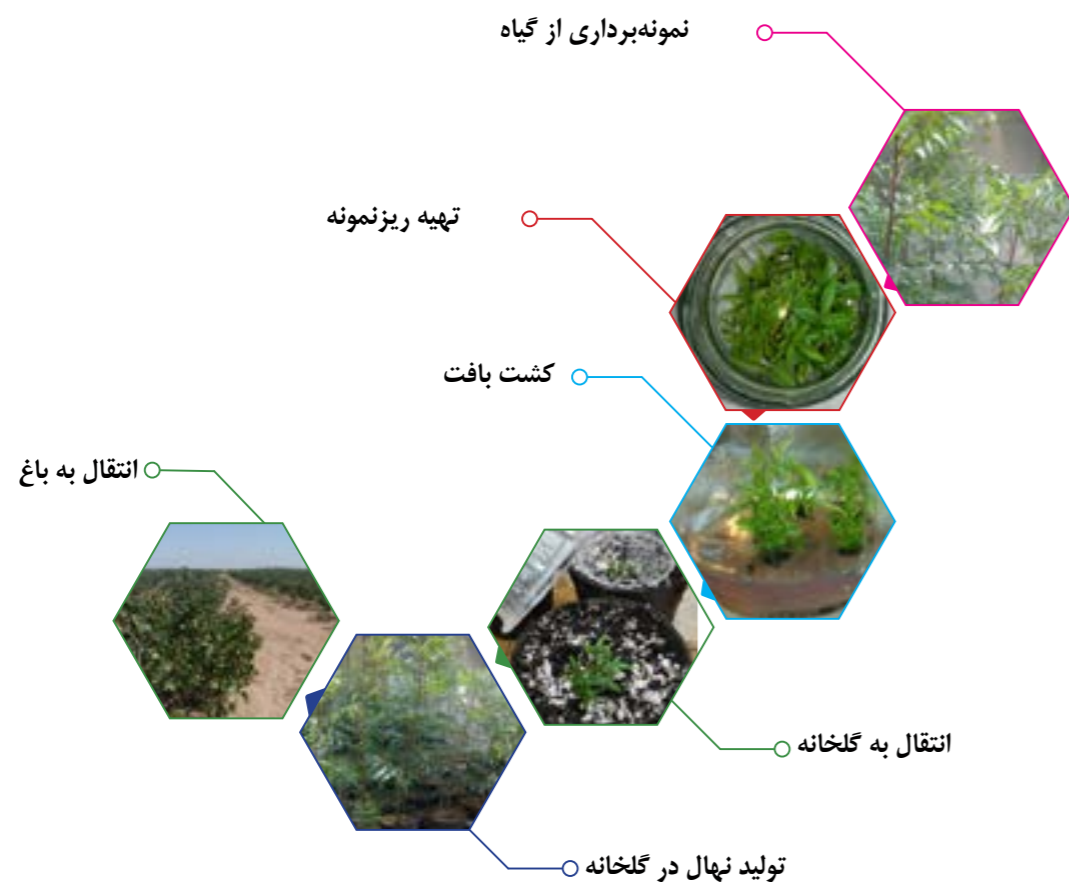 نمونه‌برداری از گیاه
تهیه ریزنمونه
کشت بافت
انتقال به گلخانه
تولید نهال در گلخانه
انتقال به باغ